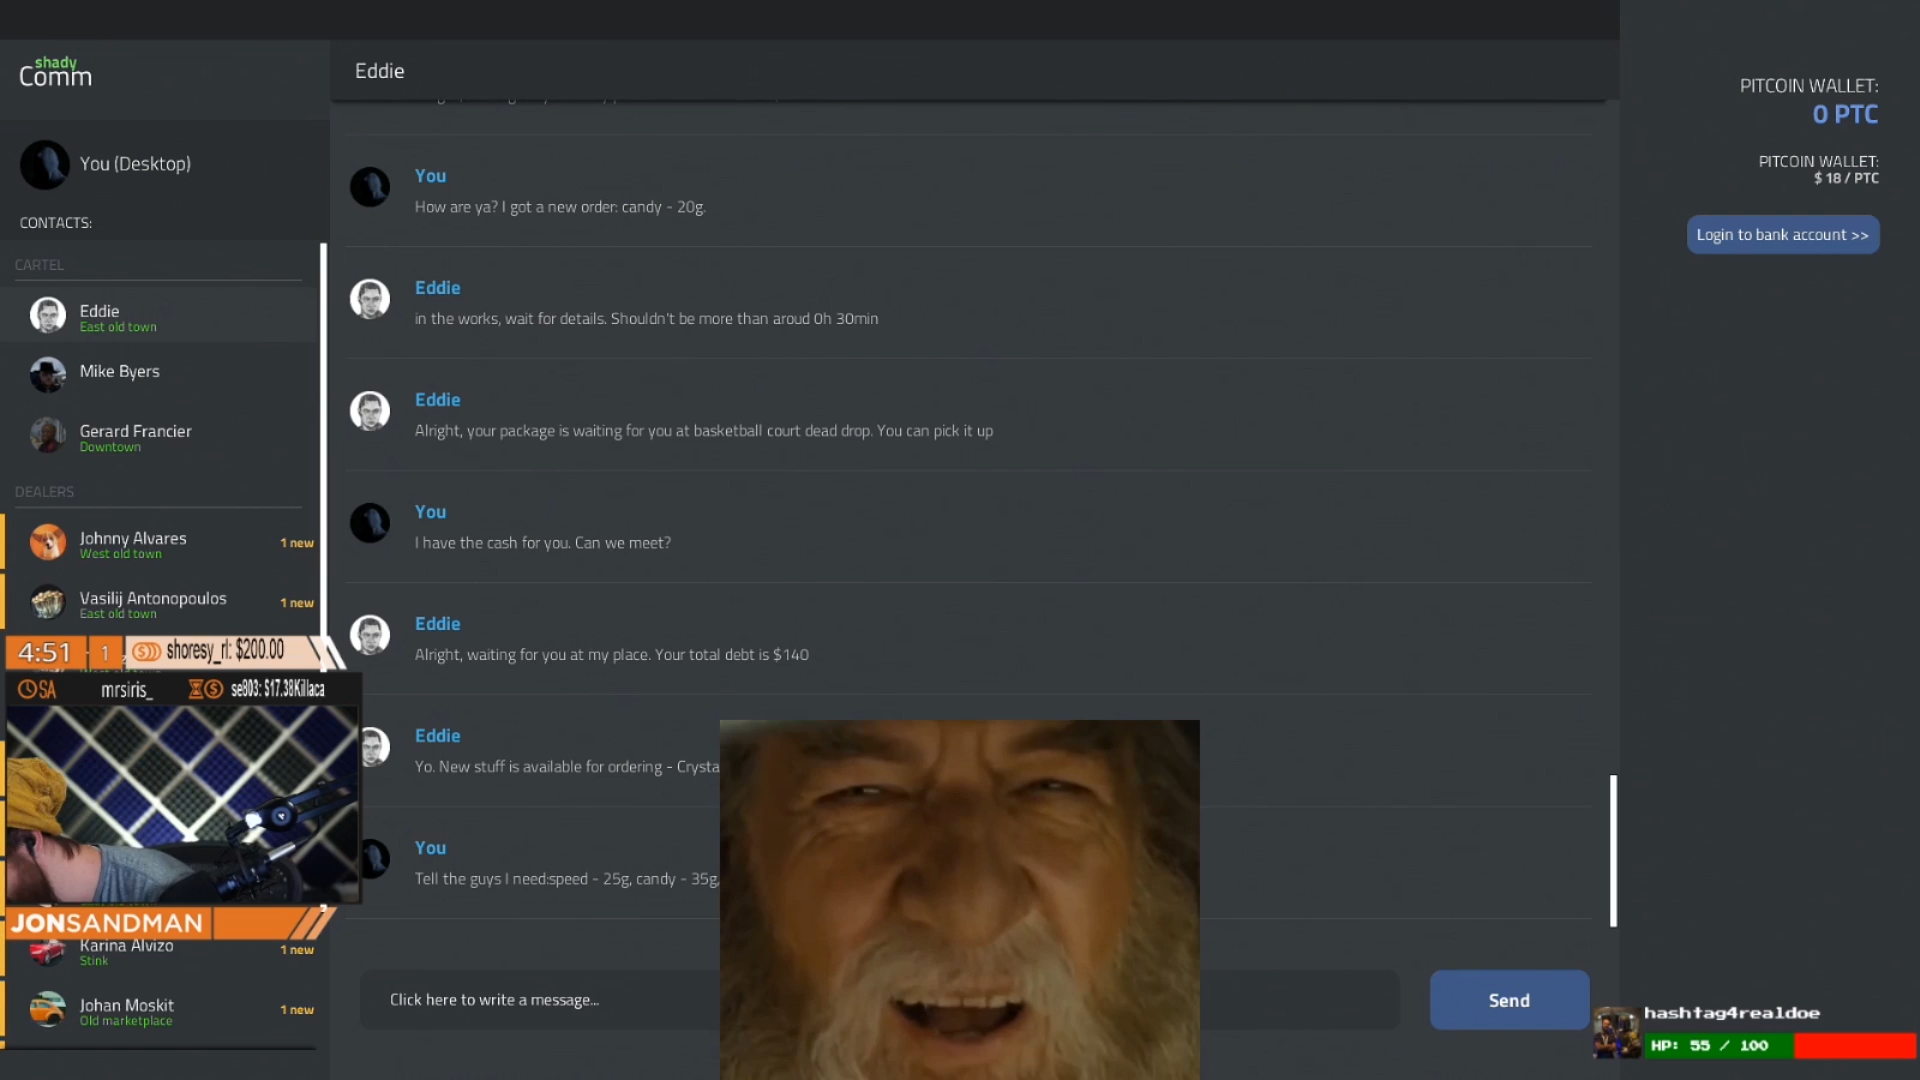 shady
Comm
You (Desktop)
CONTACTS:
CARTEL
Eddie
East old town
Mike Byers
Gerard Francier
Downtown
DEALERS
Johnny Alvares
West old town
1 new
Vasilij Antonopoulos
East old town
1 new
4:51
1
shoresy_rl: $200.00
SA
mrsiris_
se803: $17.38Killaca
JONSANDMAN
Karina Alvizo
Stink
1 new
Johan Moskit
Old marketplace
1 new
Eddie
You
How are ya? I got a new order: candy - 20g.
Eddie
in the works, wait for details. Shouldn't be more than aroud 0h 30min
Eddie
Alright, your package is waiting for you at basketball court dead drop. You can pick it up
You
I have the cash for you. Can we meet?
Eddie
Alright, waiting for you at my place. Your total debt is $140
Eddie
Yo. New stuff is available for ordering - Crysta
You
Tell the guys I need:speed - 25g, candy - 35g,
Click here to write a message...
Send
PITCOIN WALLET:
0 PTC
PITCOIN WALLET:
$ 18 / PTC
Login to bank account >>
hashtag4realdoe
HP: 55 / 100